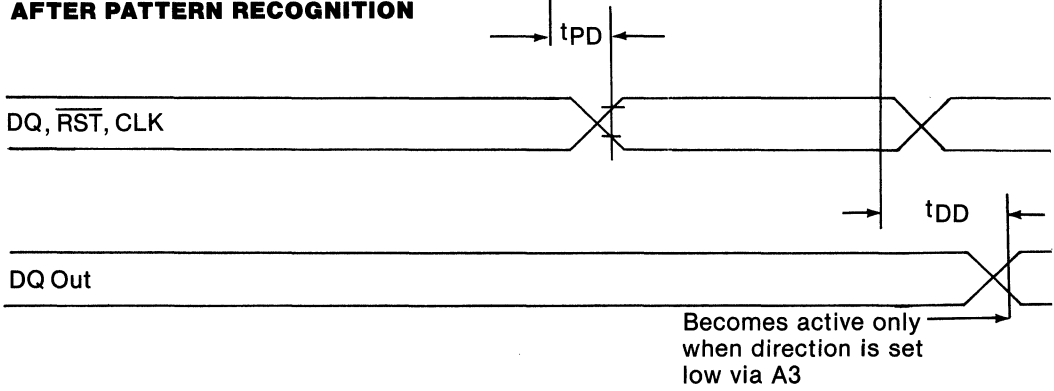 AFTER PATTERN RECOGNITION
tPD
DQ, R̅S̅T̅, CLK
tDD
DQ Out
Becomes active only
when direction is set
low via A3